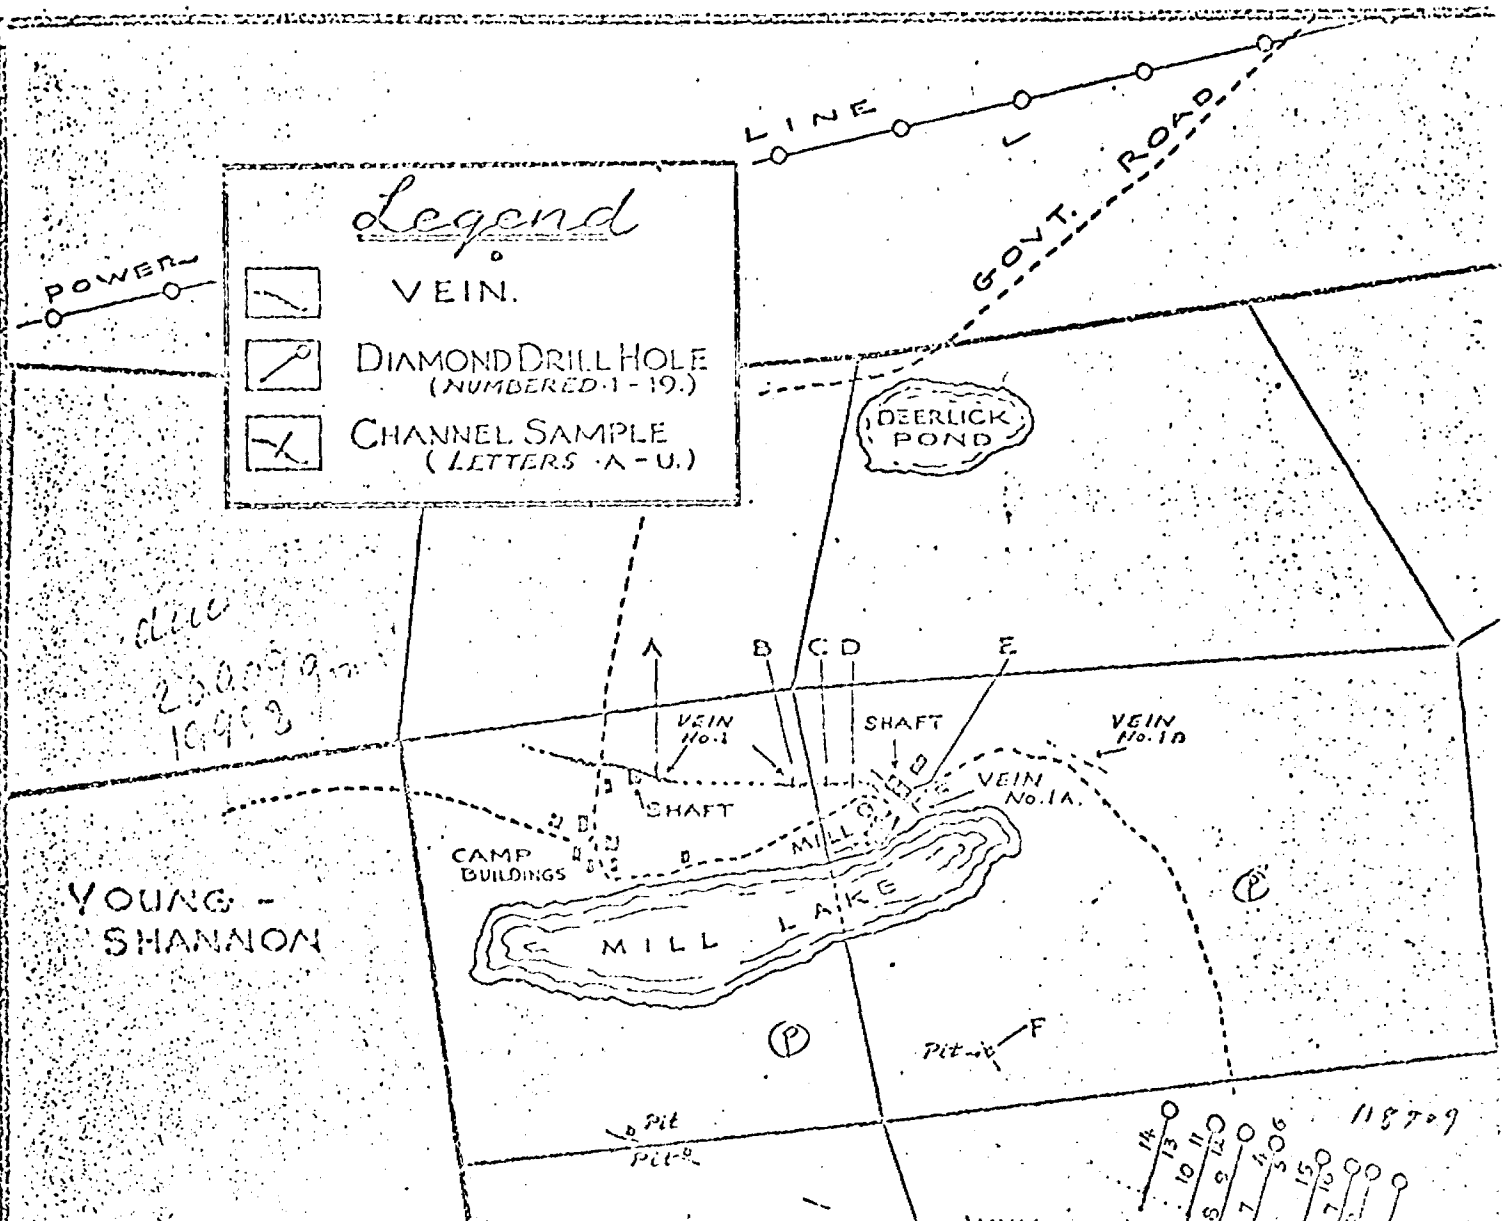 LINE
GOVT. ROAD
POWER
Legend
VEIN.
DIAMOND DRILL HOLE
(NUMBERED 1-19.)
CHANNEL SAMPLE
(LETTERS A-U.)
DEERLICK
POND
A
B
C
D
E
VEIN
No.1
SHAFT
VEIN
No.1B
VEIN
No.1A.
SHAFT
MILL
CAMP
BUILDINGS
YOUNG-
SHANNON
MILL LAKE
P
P
Pit
F
Pit
Pit
14
13
11
10
12
9
8
6
5
4
7
15
16
7